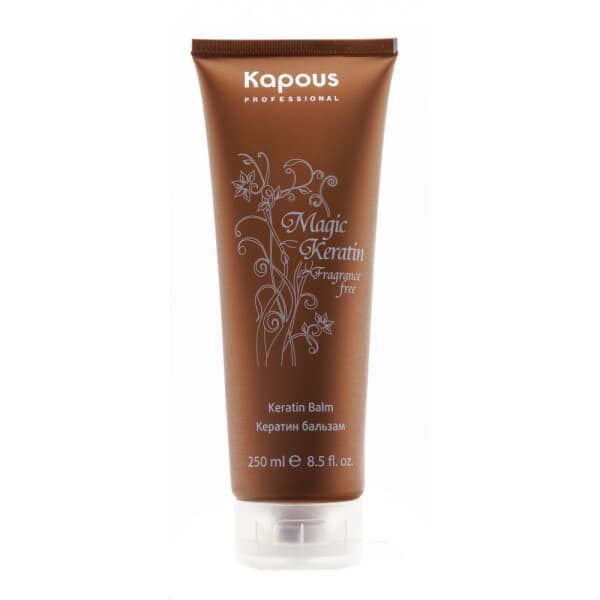 Kapous
PROFESSIONAL
Magic
Keratin
Fragrance
free
Keratin Balm
Кератин бальзам
250 ml ℮ 8.5 fl. oz.